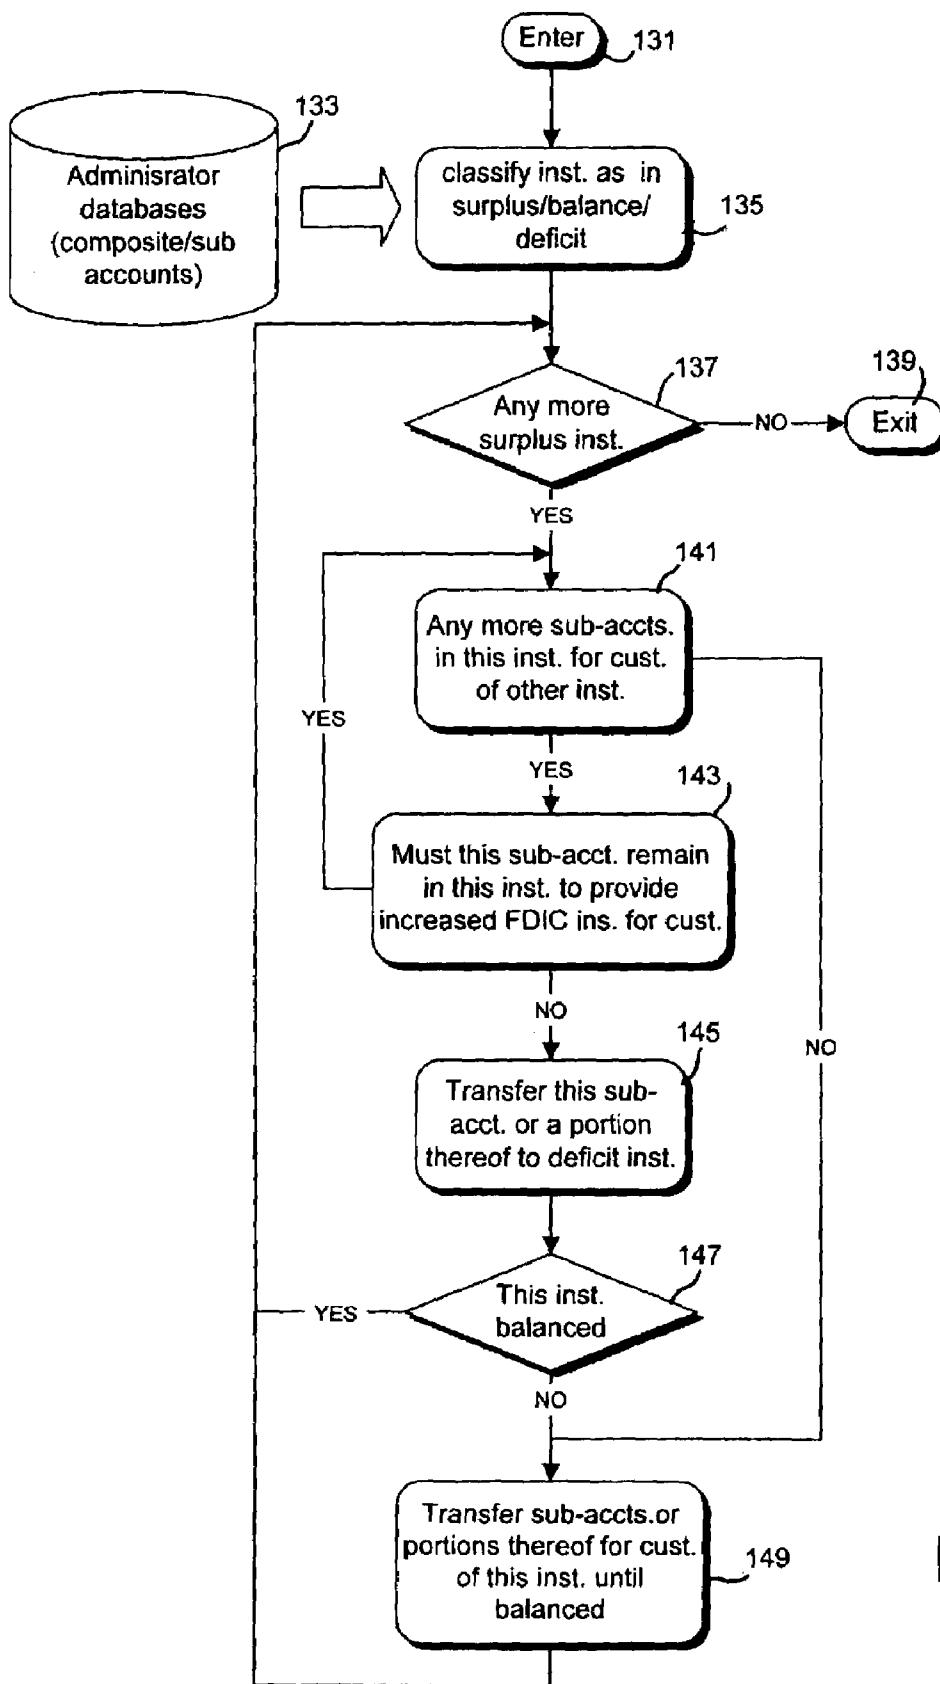 Enter
131
133
Adminisrator
databases
(composite/sub
accounts)
classify inst. as in
surplus/balance/
deficit
135
137
139
Any more
surplus inst.
NO
Exit
YES
141
Any more sub-accts.
in this inst. for cust.
of other inst.
YES
YES
143
Must this sub-acct. remain
in this inst. to provide
increased FDIC ins. for cust.
NO
145
NO
Transfer this sub-
acct. or a portion
thereof to deficit inst.
147
This inst.
balanced
YES
NO
Transfer sub-accts.or
portions thereof for cust.
of this inst. until
balanced
149